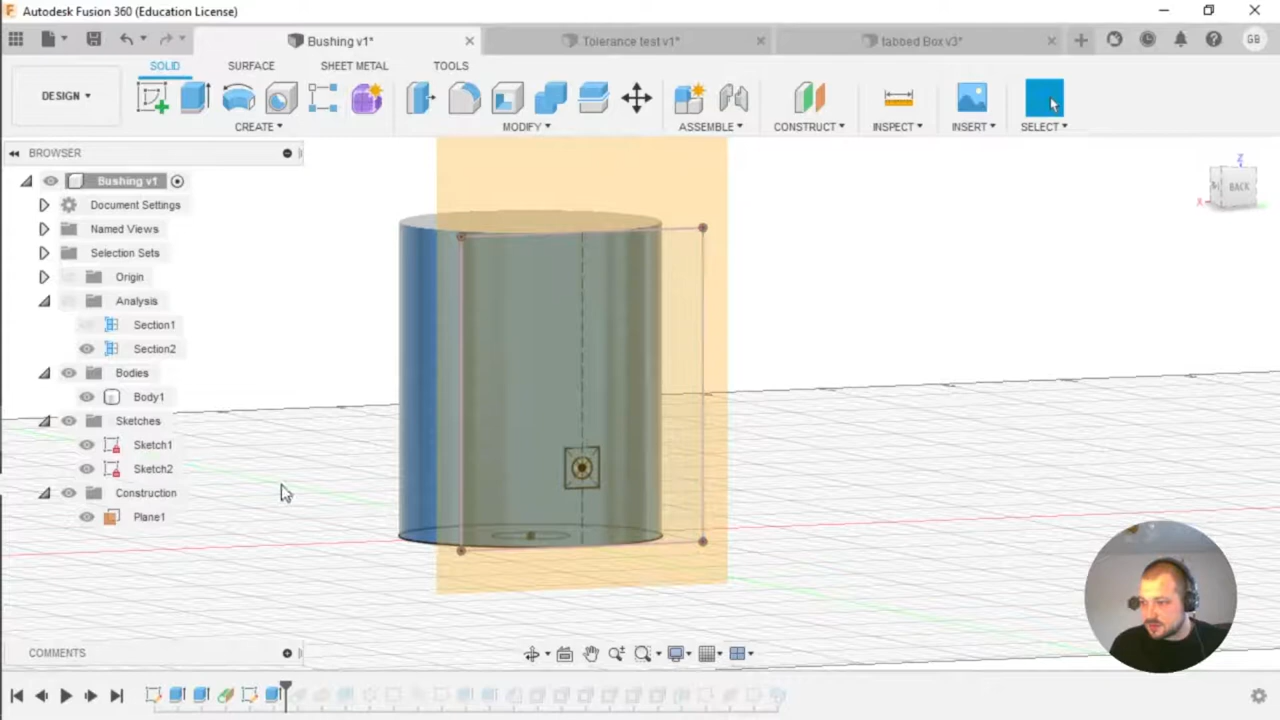 Autodesk Fusion 360 (Education License)
Bushing v1*
Tolerance test v1*
tabbed Box v3*
GB
SOLID
SURFACE
SHEET METAL
TOOLS
DESIGN
CREATE
MODIFY
ASSEMBLE
CONSTRUCT
INSPECT
INSERT
SELECT
BROWSER
Bushing v1
Document Settings
Named Views
Selection Sets
Origin
Analysis
Section1
Section2
Bodies
Body1
Sketches
Sketch1
Sketch2
Construction
Plane1
Z
BACK
X
COMMENTS